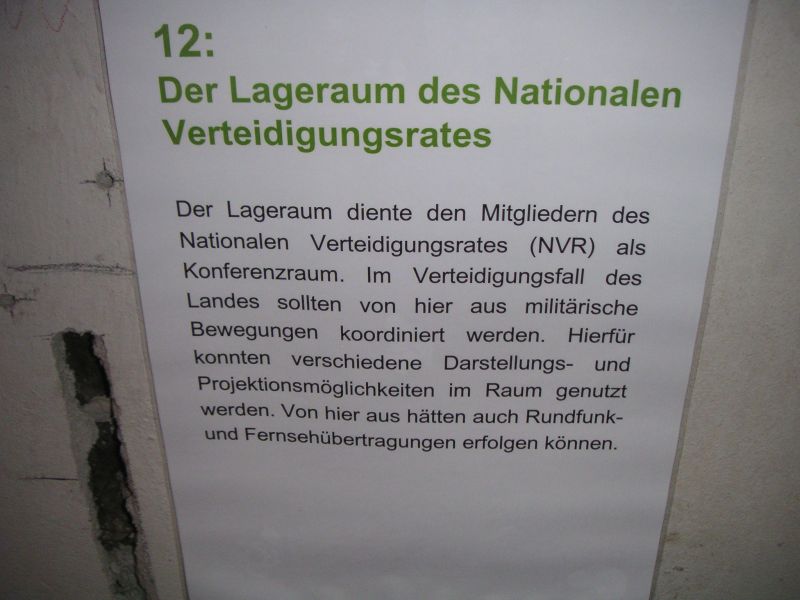 12:
Der Lageraum des Nationalen
Verteidigungsrates
Der Lageraum diente den Mitgliedern des
Nationalen Verteidigungsrates (NVR) als
Konferenzraum. Im Verteidigungsfall des
Landes sollten von hier aus militärische
Bewegungen koordiniert werden. Hierfür
konnten verschiedene Darstellungs- und
Projektionsmöglichkeiten im Raum genutzt
werden. Von hier aus hätten auch Rundfunk-
und Fernsehübertragungen erfolgen können.